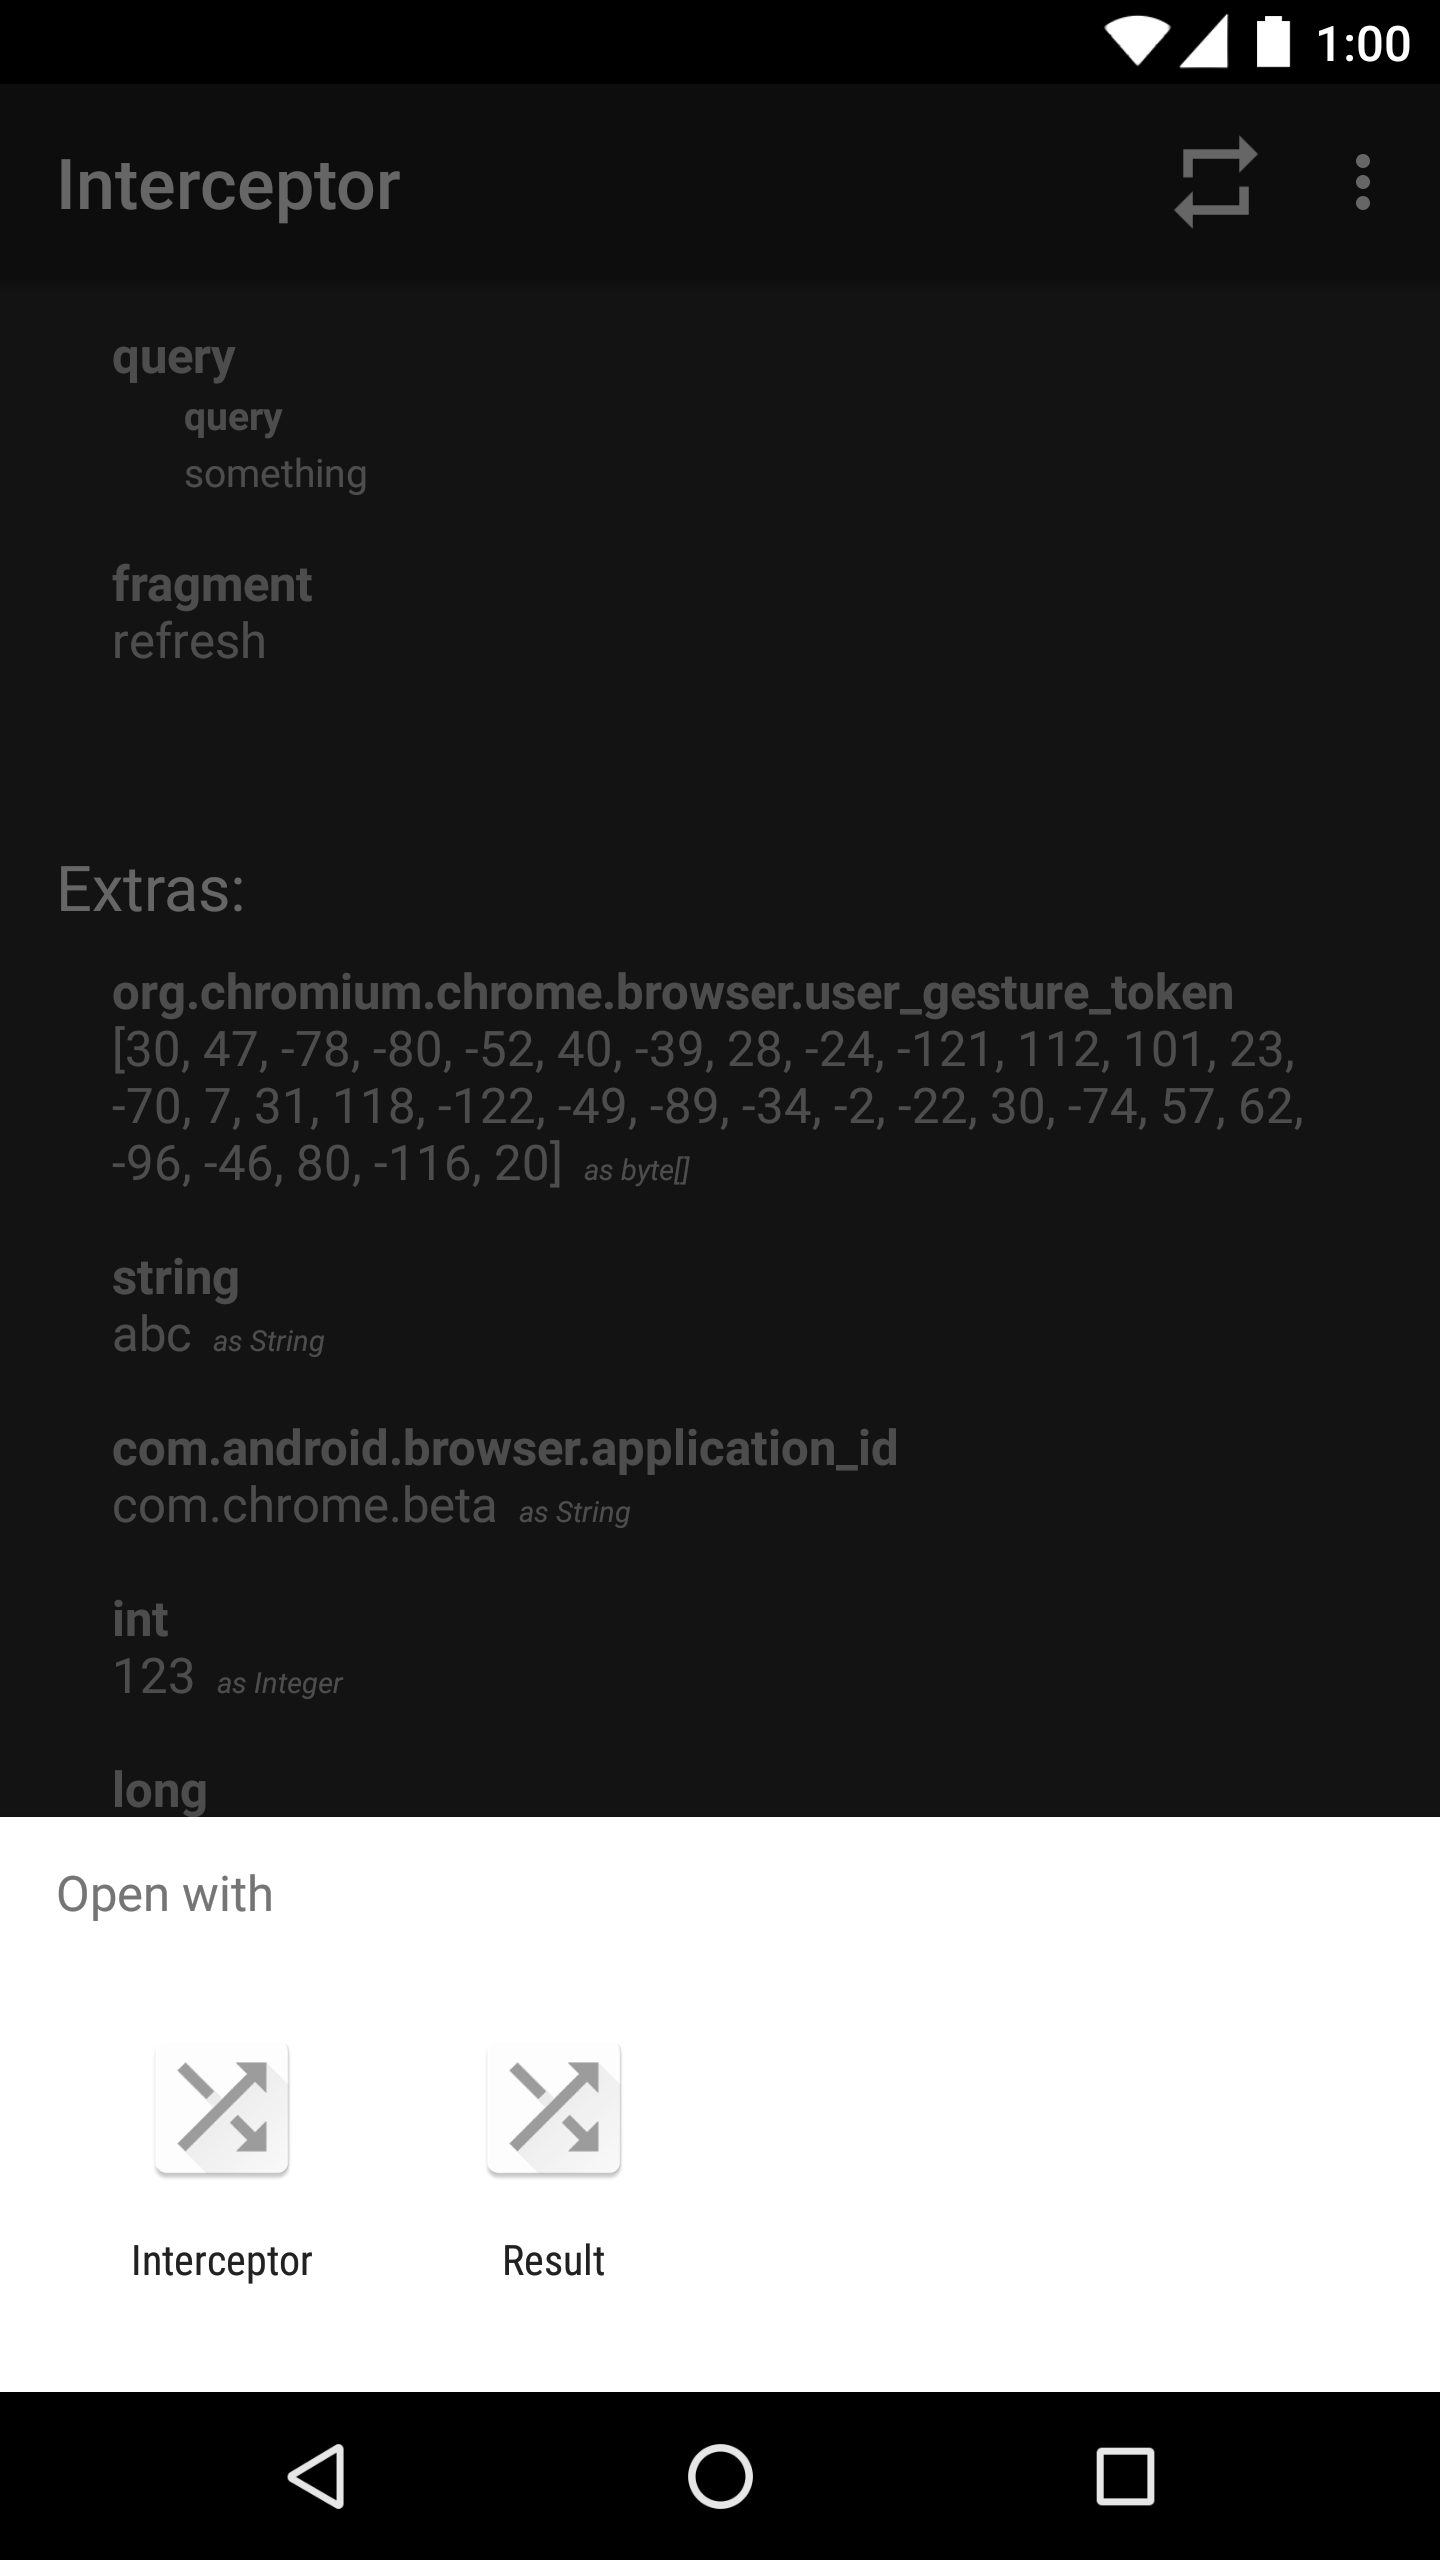 1:00
Interceptor
query
query
something
fragment
refresh
Extras:
org.chromium.chrome.browser.user_gesture_token
[30, 47, -78, -80, -52, 40, -39, 28, -24, -121, 112, 101, 23,
-70, 7, 31, 118, -122, -49, -89, -34, -2, -22, 30, -74, 57, 62,
-96, -46, 80, -116, 20] as byte[]
string
abc as String
com.android.browser.application_id
com.chrome.beta as String
int
123 as Integer
long
Open with
Interceptor
Result